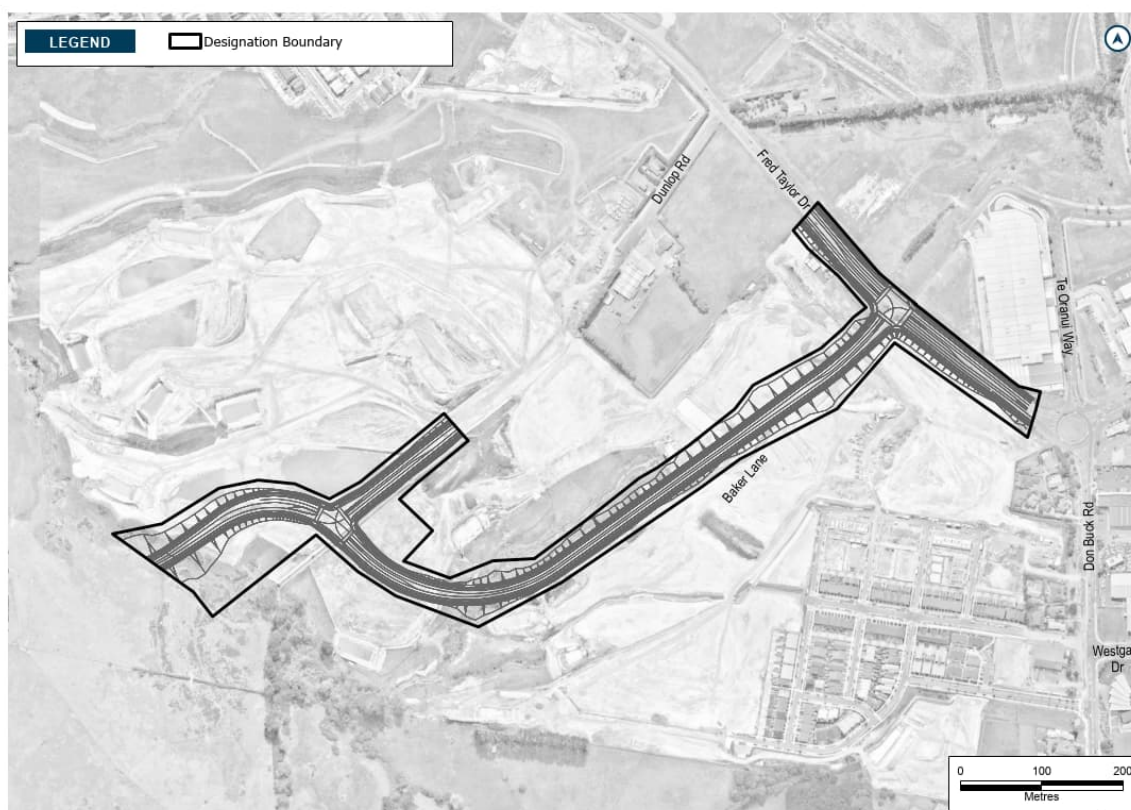 LEGEND
Designation Boundary
Dunlop Rd
Fred Taylor Dr
Te Oranui Way
Baker Lane
Don Buck Rd
Westga
Dr
0 100 200
Metres